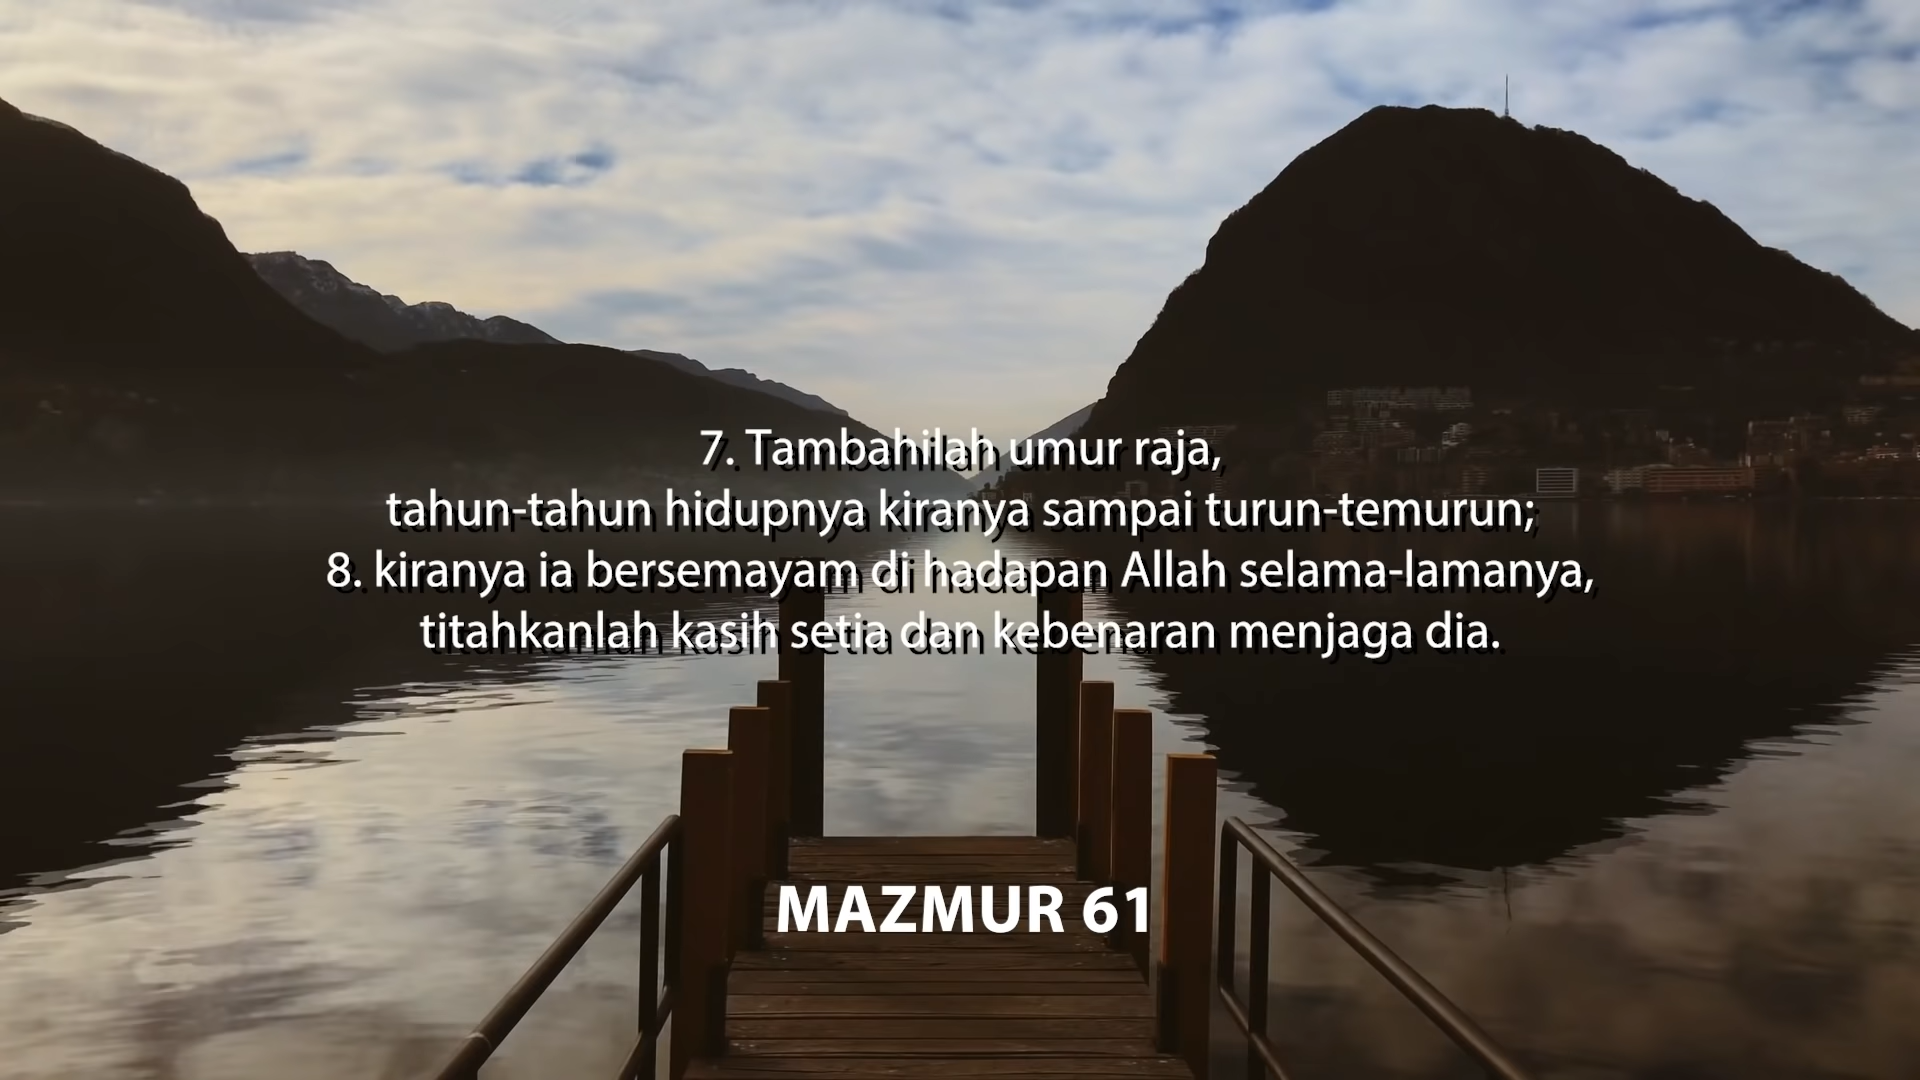 7. Tambahilah umur raja,
tahun-tahun hidupnya kiranya sampai turun-temurun;
8. kiranya ia bersemayam di hadapan Allah selama-lamanya,
titahkanlah kasih setia dan kebenaran menjaga dia.
MAZMUR 61